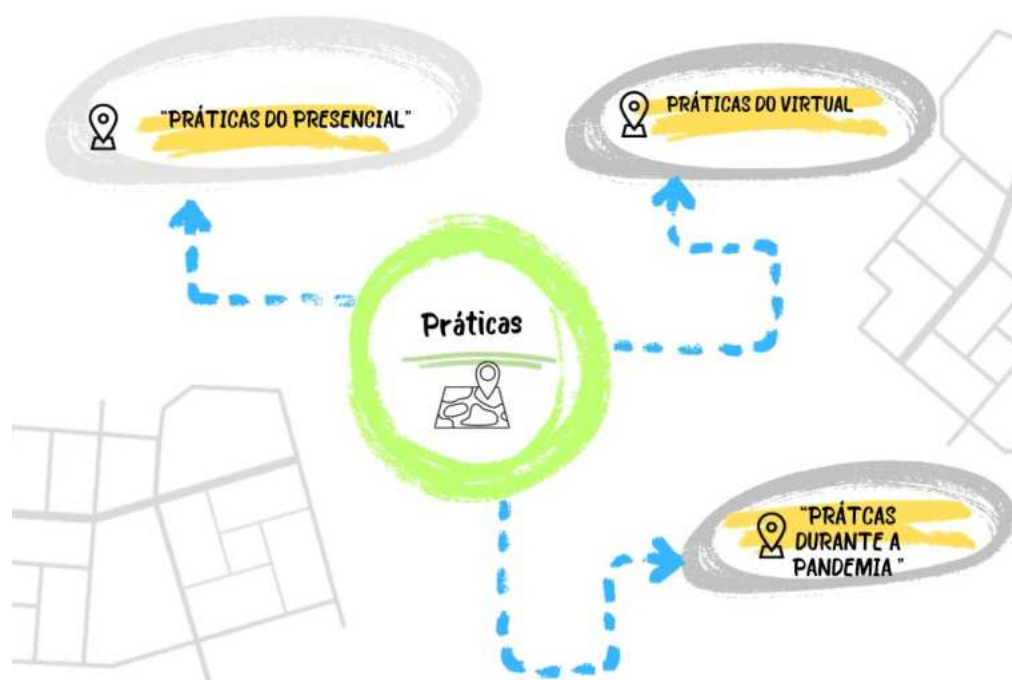 "PRÁTICAS DO PRESENCIAL"
PRÁTICAS DO VIRTUAL
Práticas
"PRÁTCAS
DURANTE A
PANDEMIA "